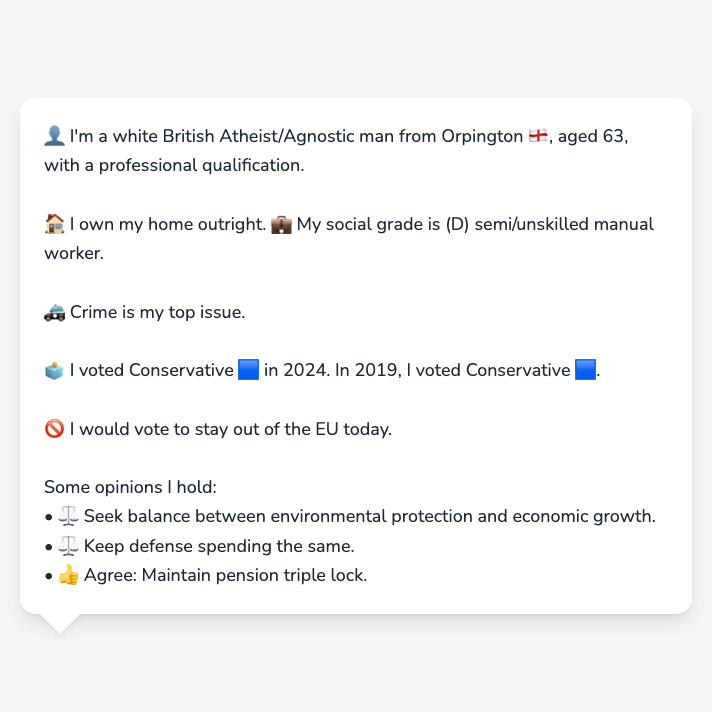 👤 I'm a white British Atheist/Agnostic man from Orpington 🏴󠁧󠁢󠁥󠁮󠁧󠁿, aged 63,
with a professional qualification.
🏠 I own my home outright. 💼 My social grade is (D) semi/unskilled manual
worker.
🚓 Crime is my top issue.
🗳️ I voted Conservative 🟦 in 2024. In 2019, I voted Conservative 🟦.
🚫 I would vote to stay out of the EU today.
Some opinions I hold:
• ⚖️ Seek balance between environmental protection and economic growth.
• ⚖️ Keep defense spending the same.
• 👍 Agree: Maintain pension triple lock.